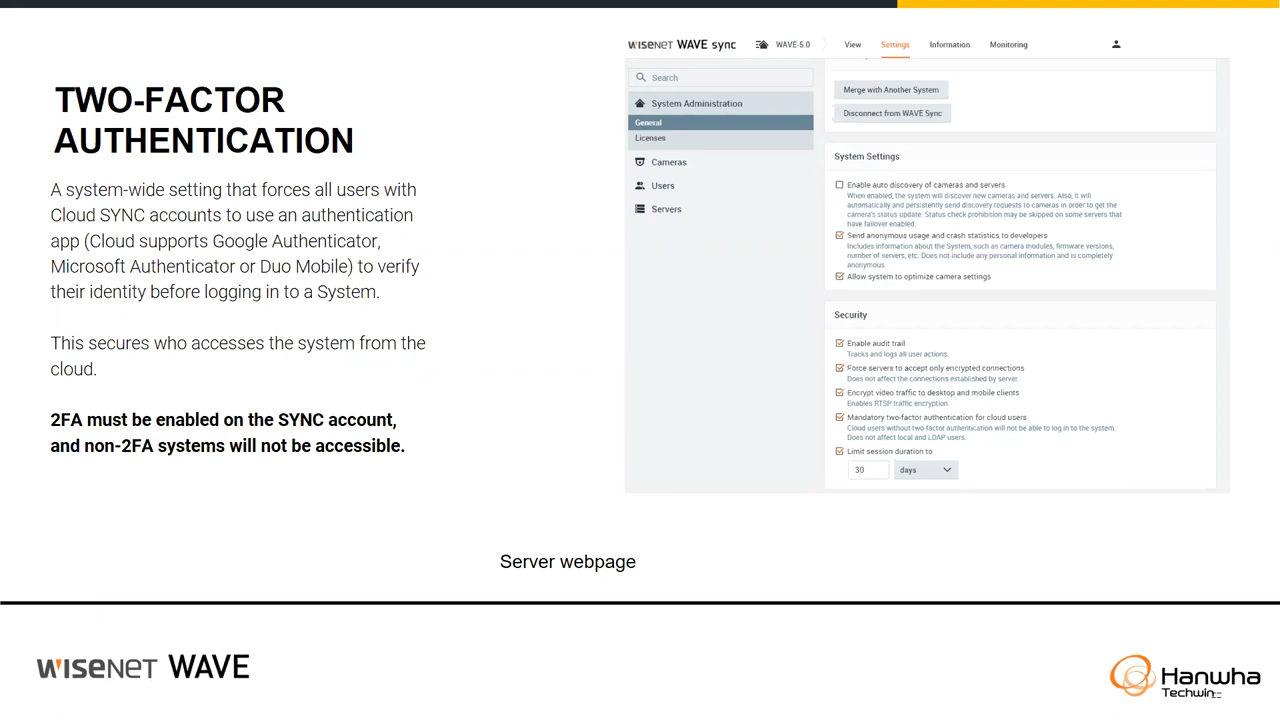 TWO-FACTOR
AUTHENTICATION
A system-wide setting that forces all users with
Cloud SYNC accounts to use an authentication
app (Cloud supports Google Authenticator,
Microsoft Authenticator or Duo Mobile) to verify
their identity before logging in to a System.
This secures who accesses the system from the
cloud.
2FA must be enabled on the SYNC account,
and non-2FA systems will not be accessible.
WISENET WAVE sync
WAVE-5.0
View
Settings
Information
Monitoring
Search
System Administration
General
Licenses
Cameras
Users
Servers
Merge with Another System
Disconnect from WAVE Sync
System Settings
Enable auto discovery of cameras and servers
When enabled, the system will discover new cameras and servers. Also, it will
automatically and persistently send discovery requests to cameras in order to get the
camera's status update. Status check prohibition may be skipped on some servers that
have failover enabled.
Send anonymous usage and crash statistics to developers
Includes information about the System, such as camera modules, firmware versions,
number of servers, etc. Does not include any personal information and is completely
anonymous.
Allow system to optimize camera settings
Security
Enable audit trail
Tracks and logs all user actions.
Force servers to accept only encrypted connections
Does not affect the connections established by server.
Encrypt video traffic to desktop and mobile clients
Enables RTSP traffic encryption.
Mandatory two-factor authentication for cloud users
Cloud users without two-factor authentication will not be able to log in to the system.
Does not affect local and LDAP users.
Limit session duration to
30
days
Server webpage
WISENET WAVE
Hanwha
Techwin